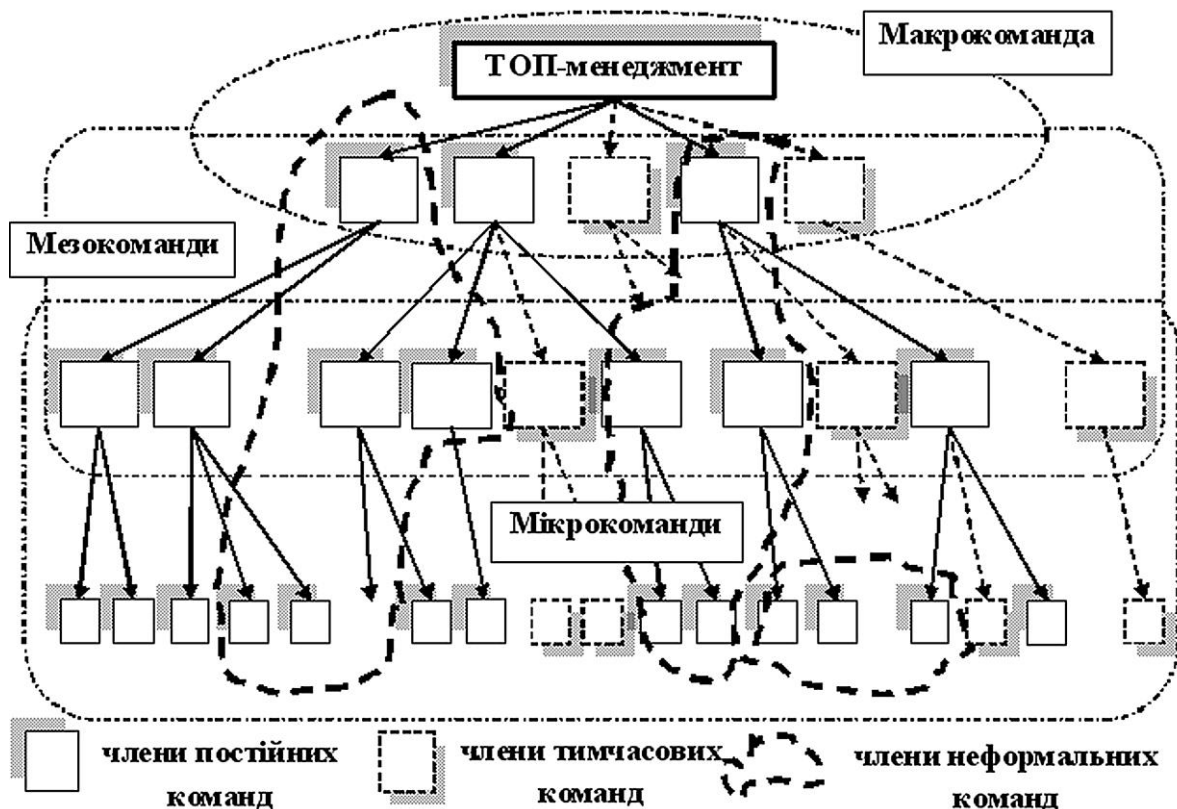 Макрокоманда
ТОП-менеджмент
Мезокоманди
Мікрокоманди
члени постійних
команд
члени тимчасових
команд
члени неформальних
команд